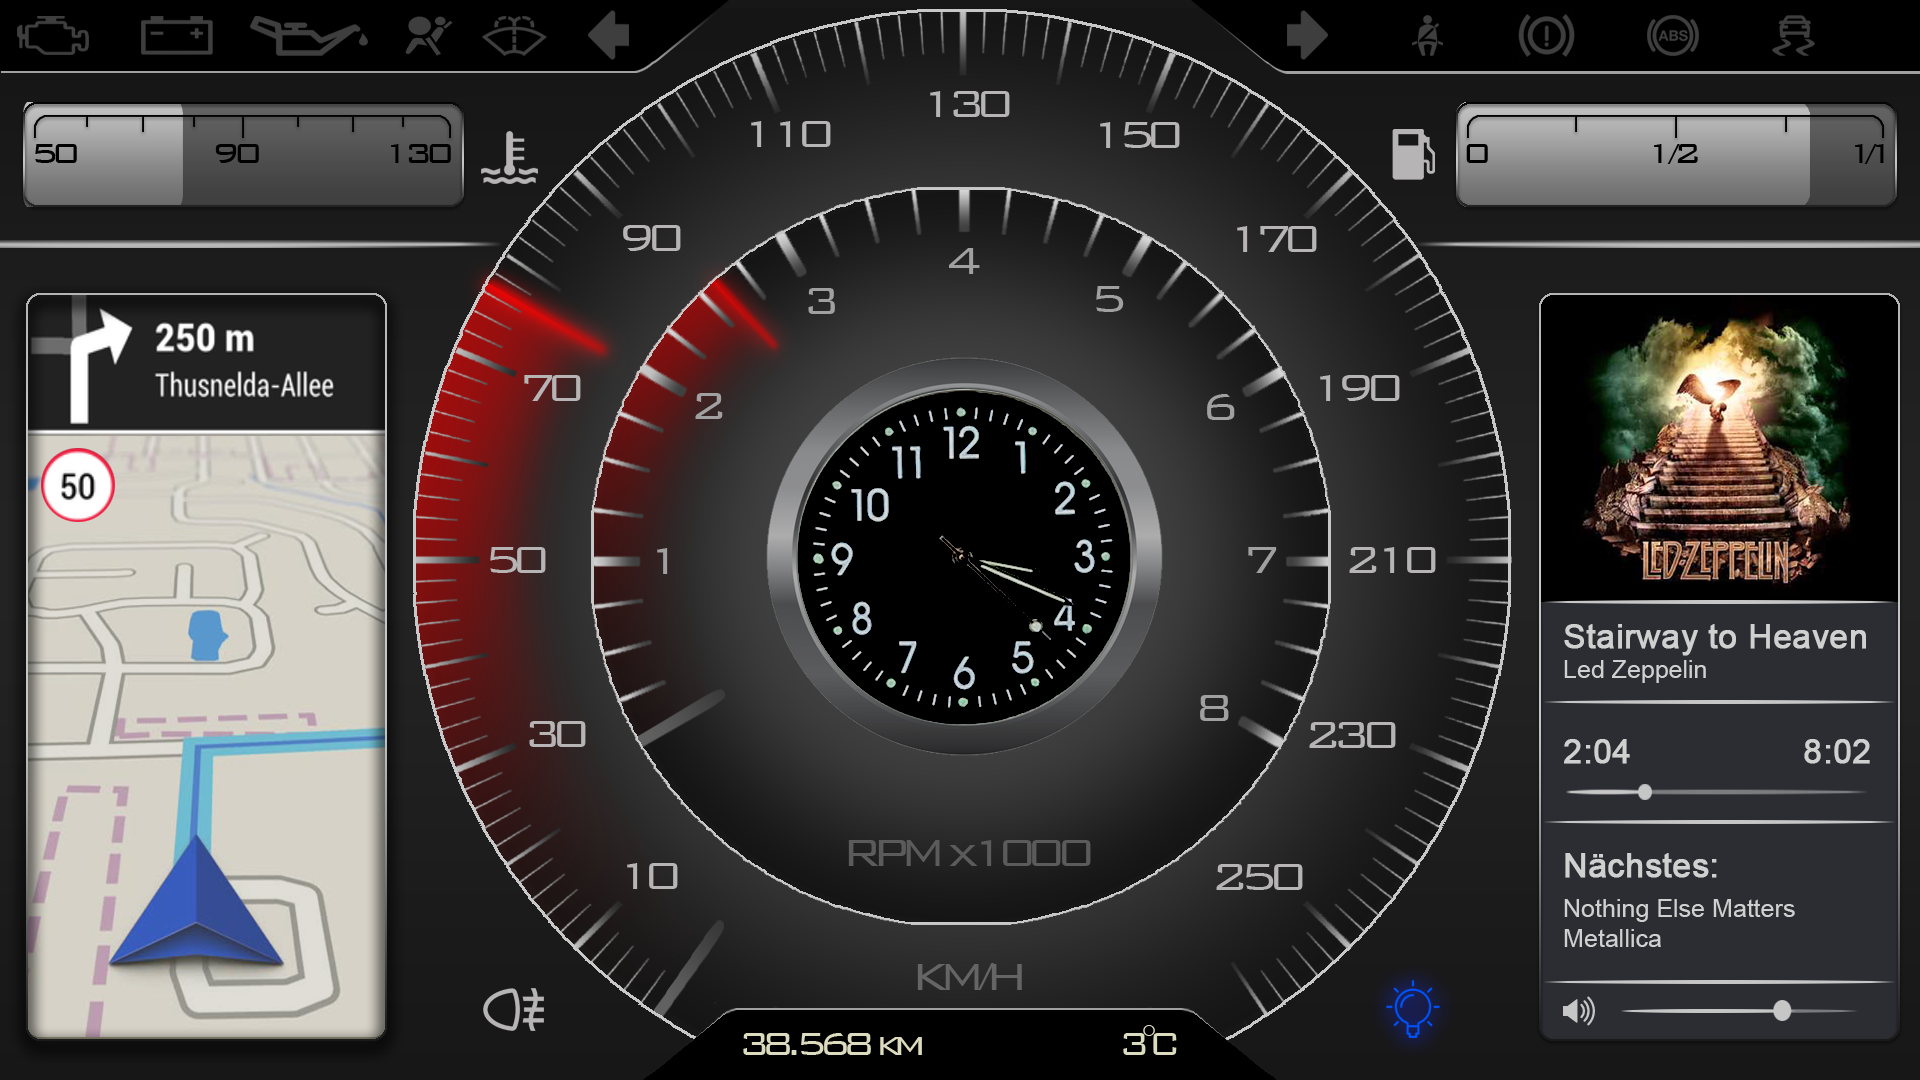 ABS
50 90 130
0 1/2 1/1
250 m
Thusnelda-Allee
50
10
30
50
70
90
110
130
150
170
190
210
230
250
KM/H
1
2
3
4
5
6
7
8
RPM x1000
12
1
2
3
4
5
6
7
8
9
10
11
38.568 KM
3°C
LED-ZEPPELIN
Stairway to Heaven
Led Zeppelin
2:04 8:02
Nächstes:
Nothing Else Matters
Metallica